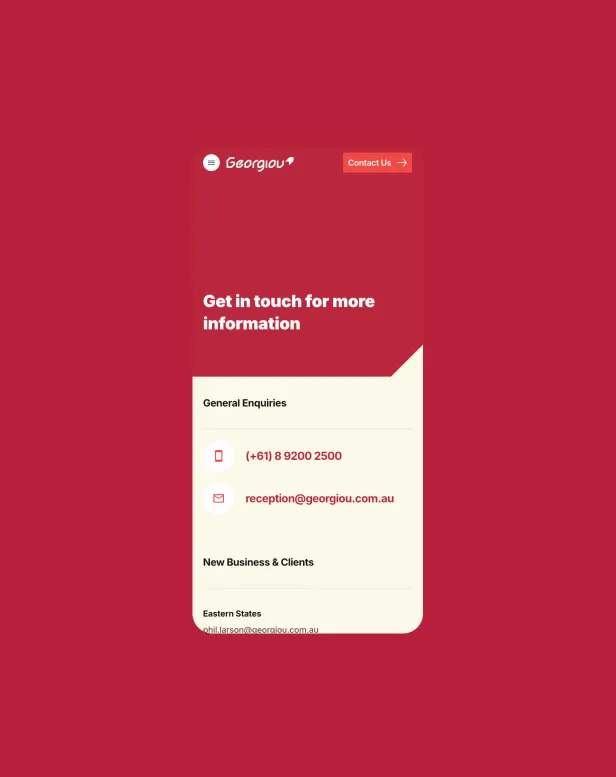 Georgiou
Contact Us
Get in touch for more
information
General Enquiries
(+61) 8 9200 2500
reception@georgiou.com.au
New Business & Clients
Eastern States
phil.larson@georgiou.com.au